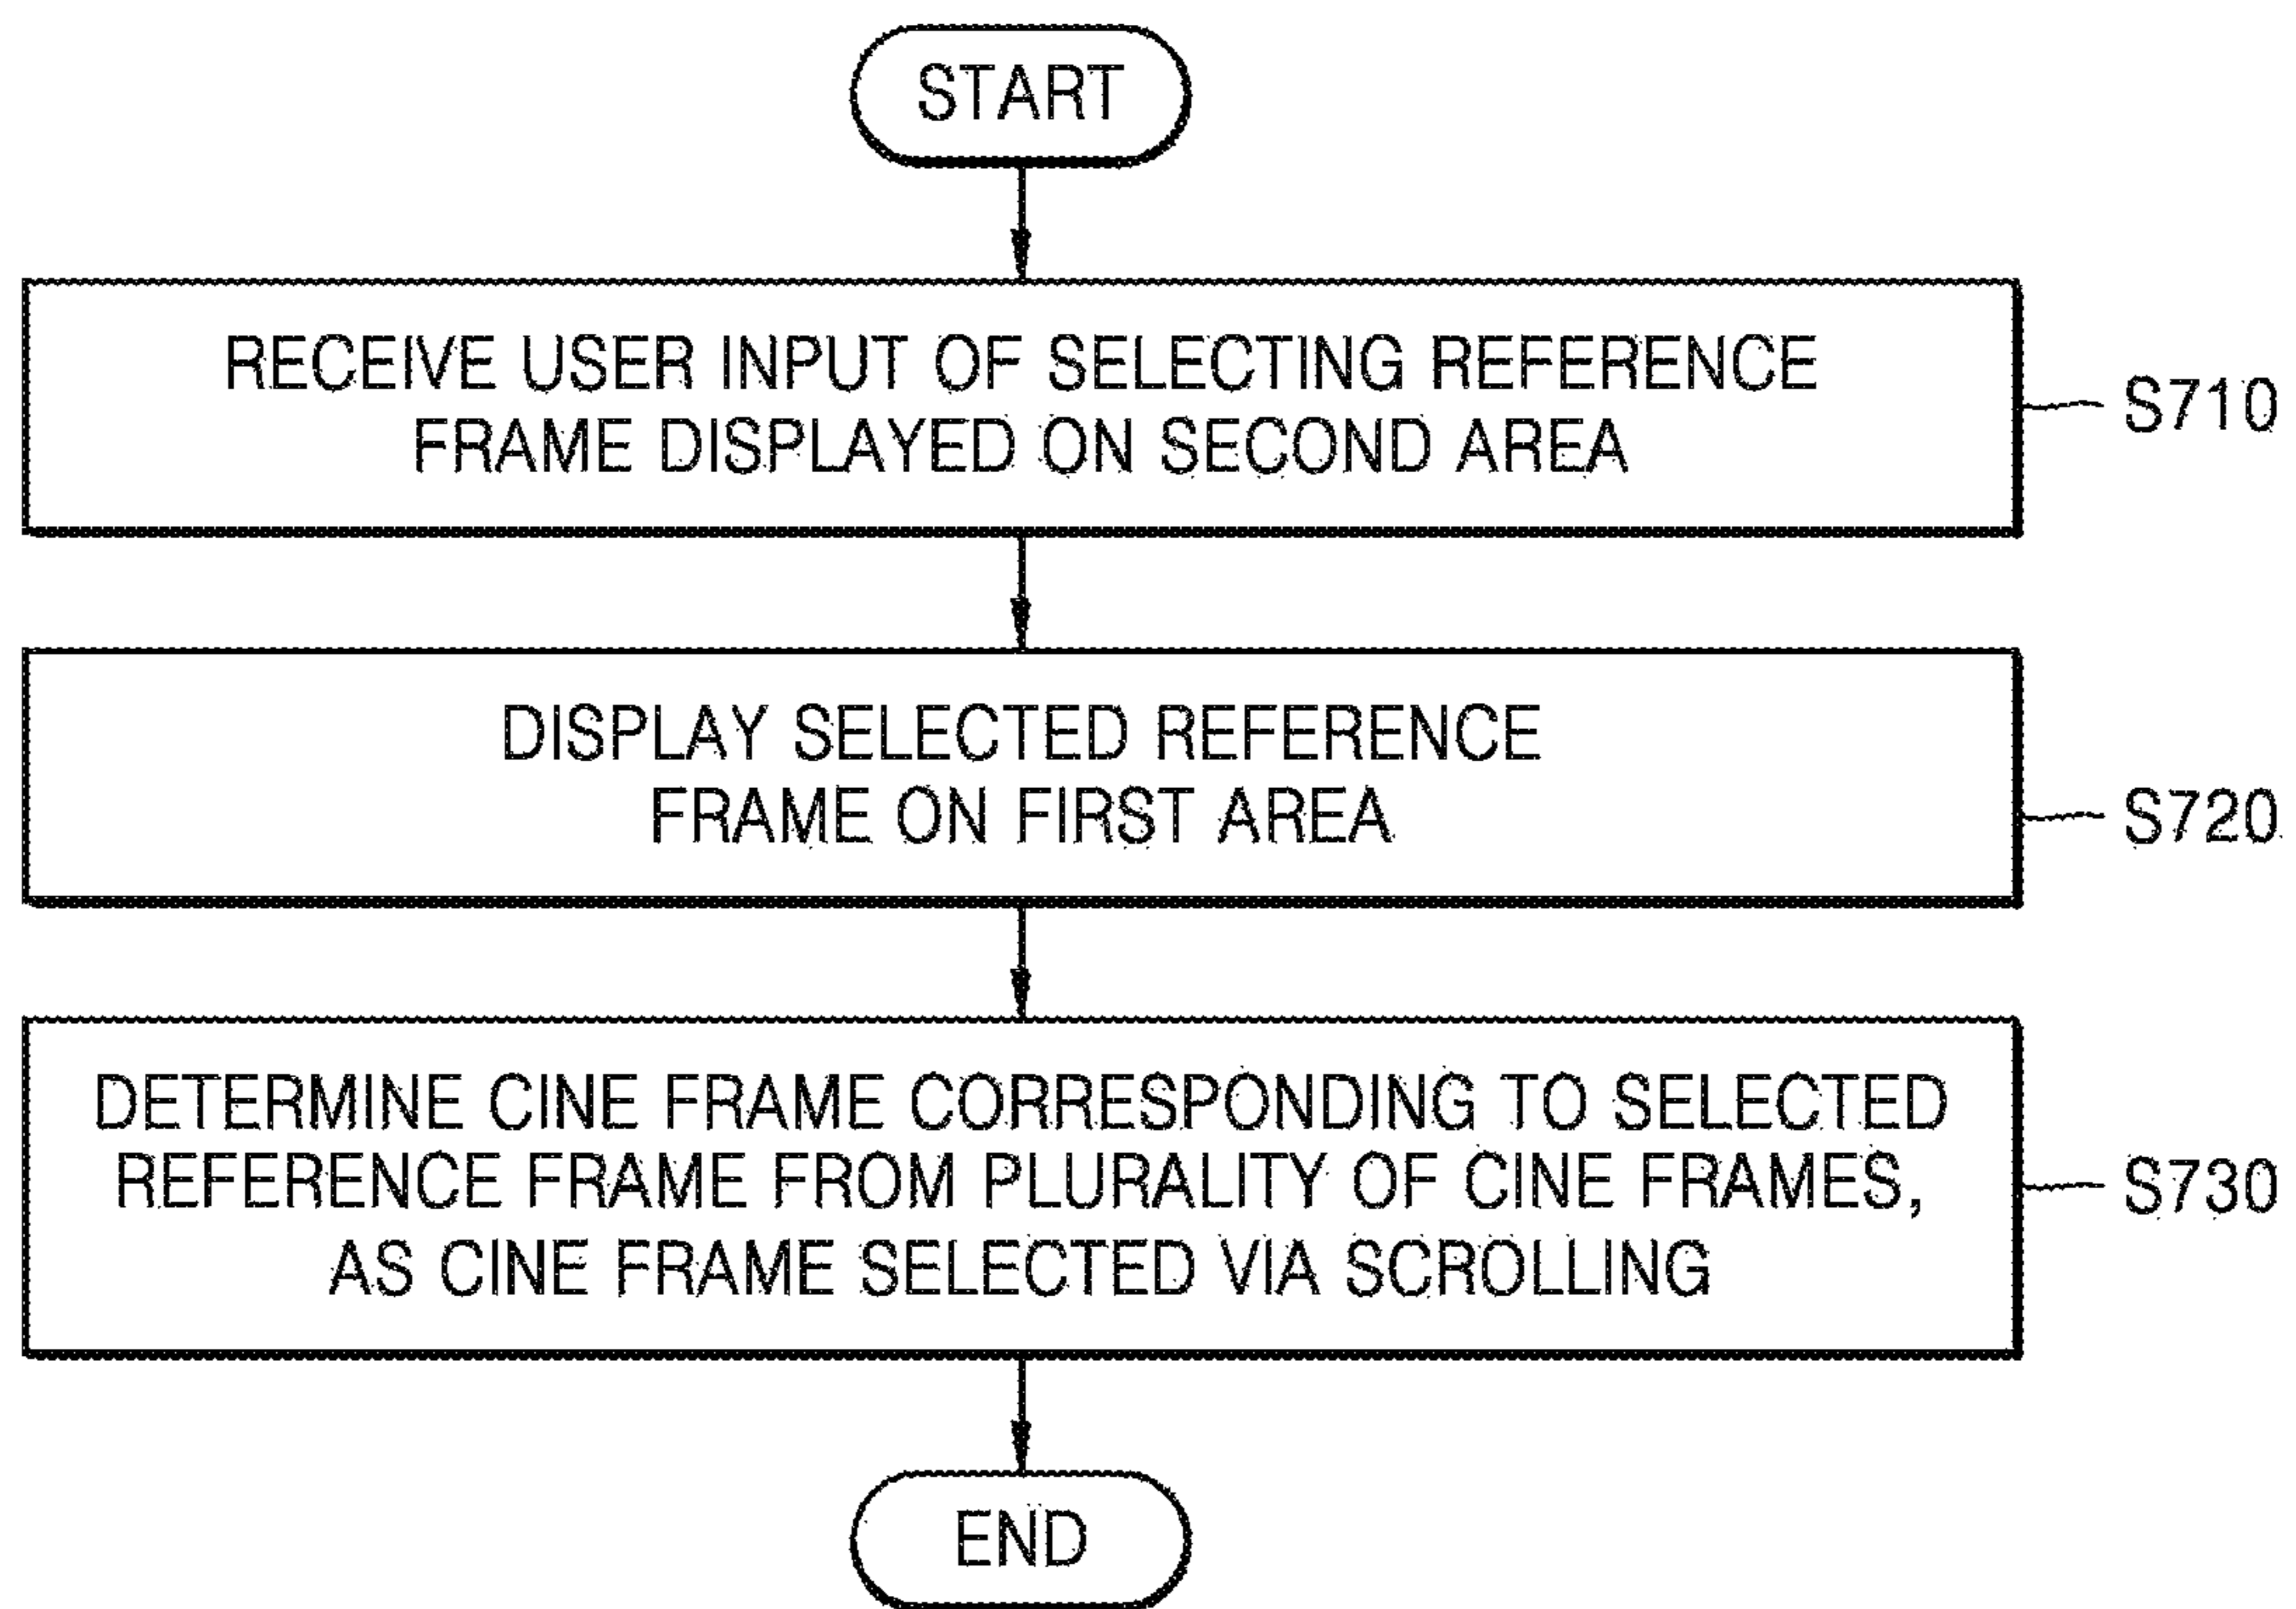 START
RECEIVE USER INPUT OF SELECTING REFERENCE
FRAME DISPLAYED ON SECOND AREA
S710
DISPLAY SELECTED REFERENCE
FRAME ON FIRST AREA
S720
DETERMINE CINE FRAME CORRESPONDING TO SELECTED
REFERENCE FRAME FROM PLURALITY OF CINE FRAMES,
AS CINE FRAME SELECTED VIA SCROLLING
S730
END